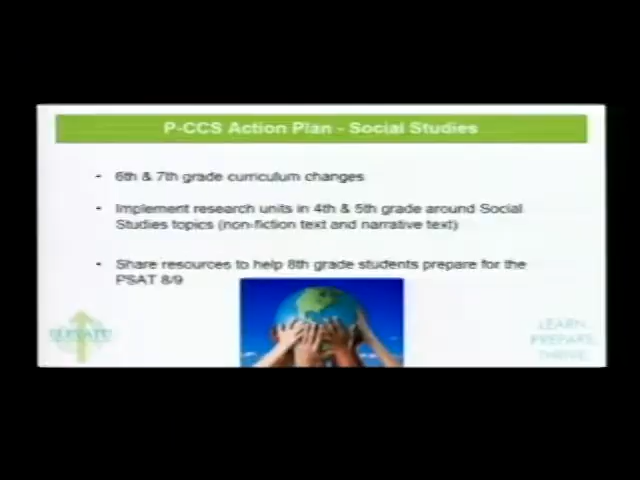 P-CCS Action Plan - Social Studies
• 6th & 7th grade curriculum changes
• Implement research units in 4th & 5th grade around Social
Studies topics (non-fiction text and narrative text)
• Share resources to help 8th grade students prepare for the
PSAT 8/9
ELEVATE
LEARN.
PREPARE.
THRIVE.